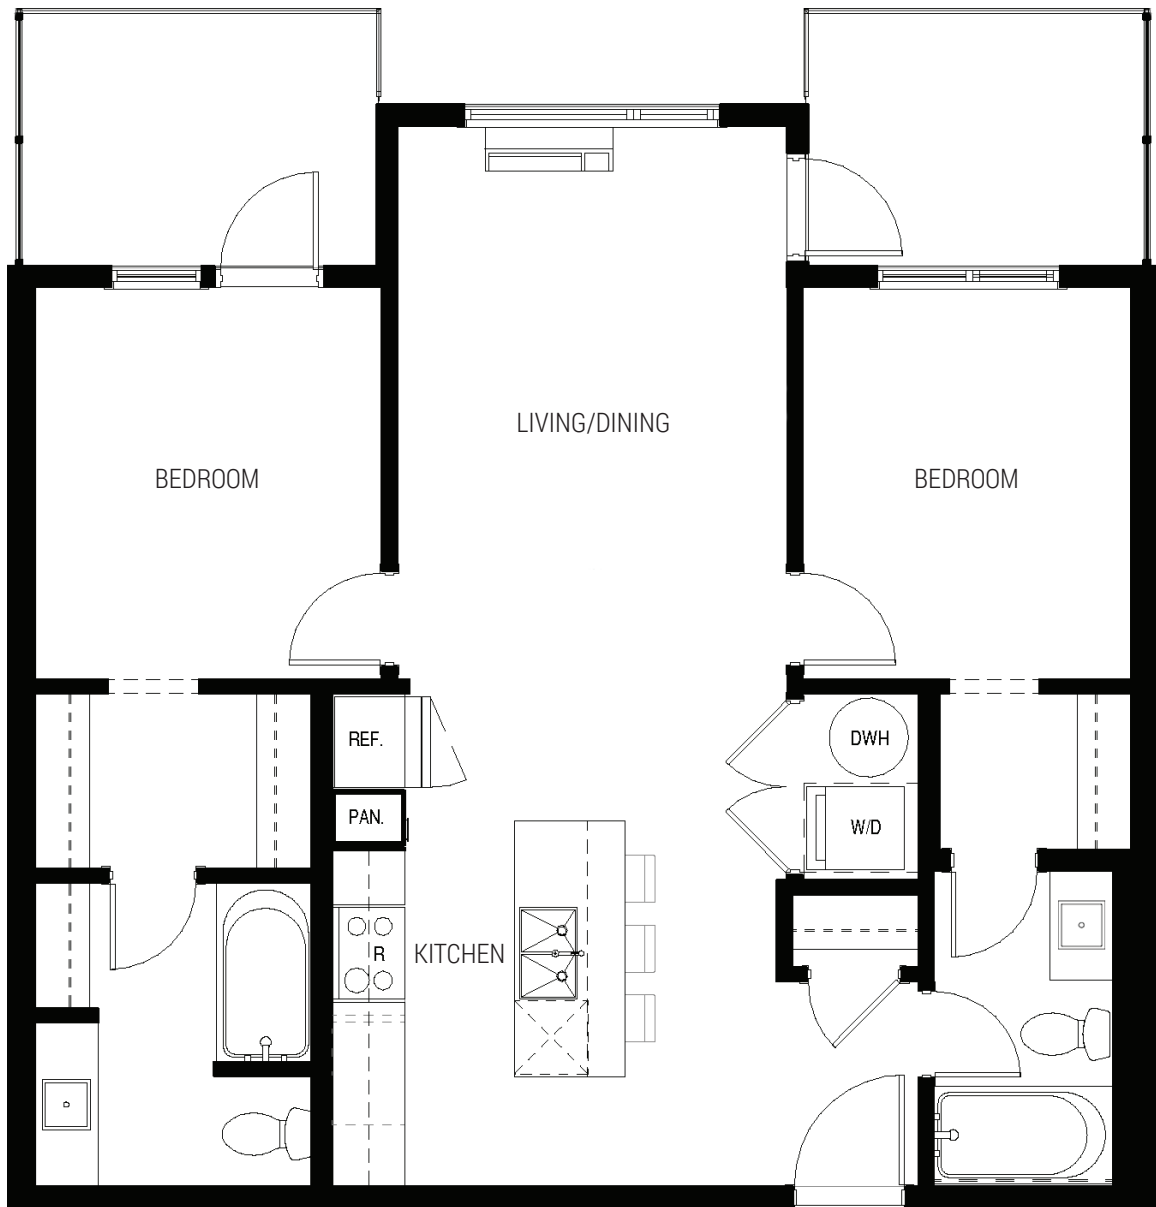 LIVING/DINING
BEDROOM
BEDROOM
REF.
DWH
PAN.
W/D
R
KITCHEN